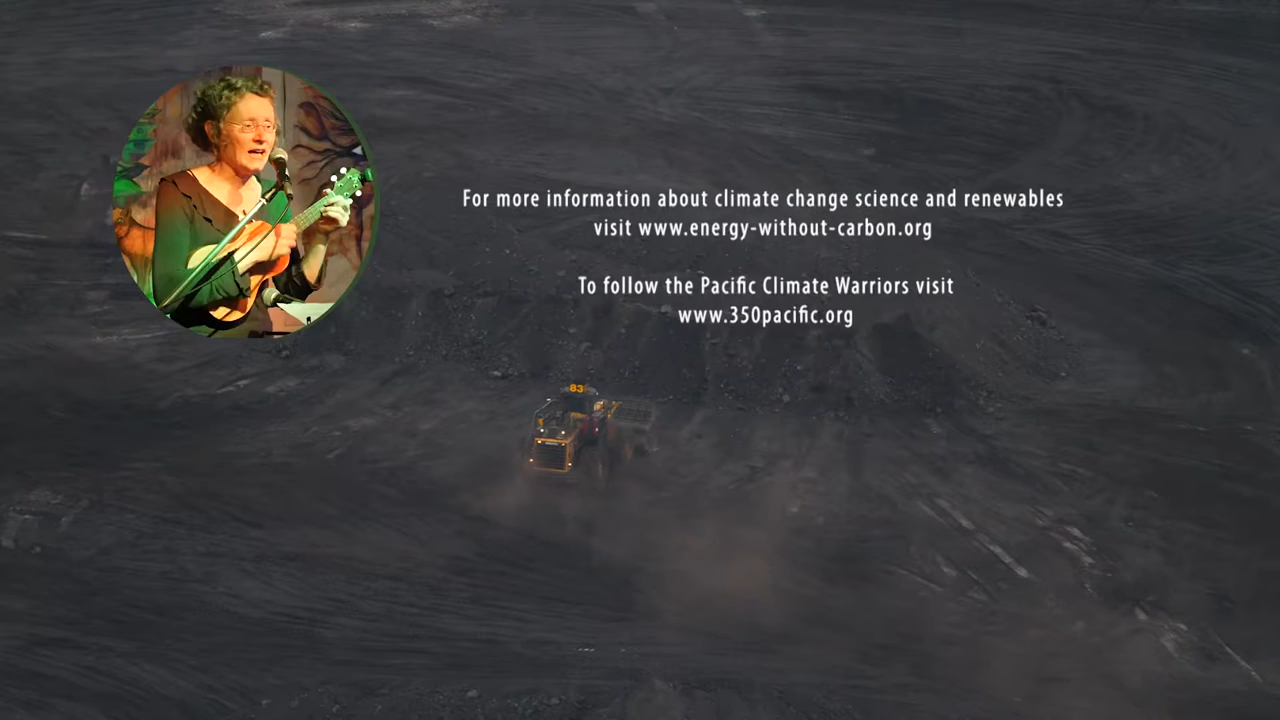 For more information about climate change science and renewables
visit www.energy-without-carbon.org
To follow the Pacific Climate Warriors visit
www.350pacific.org
83